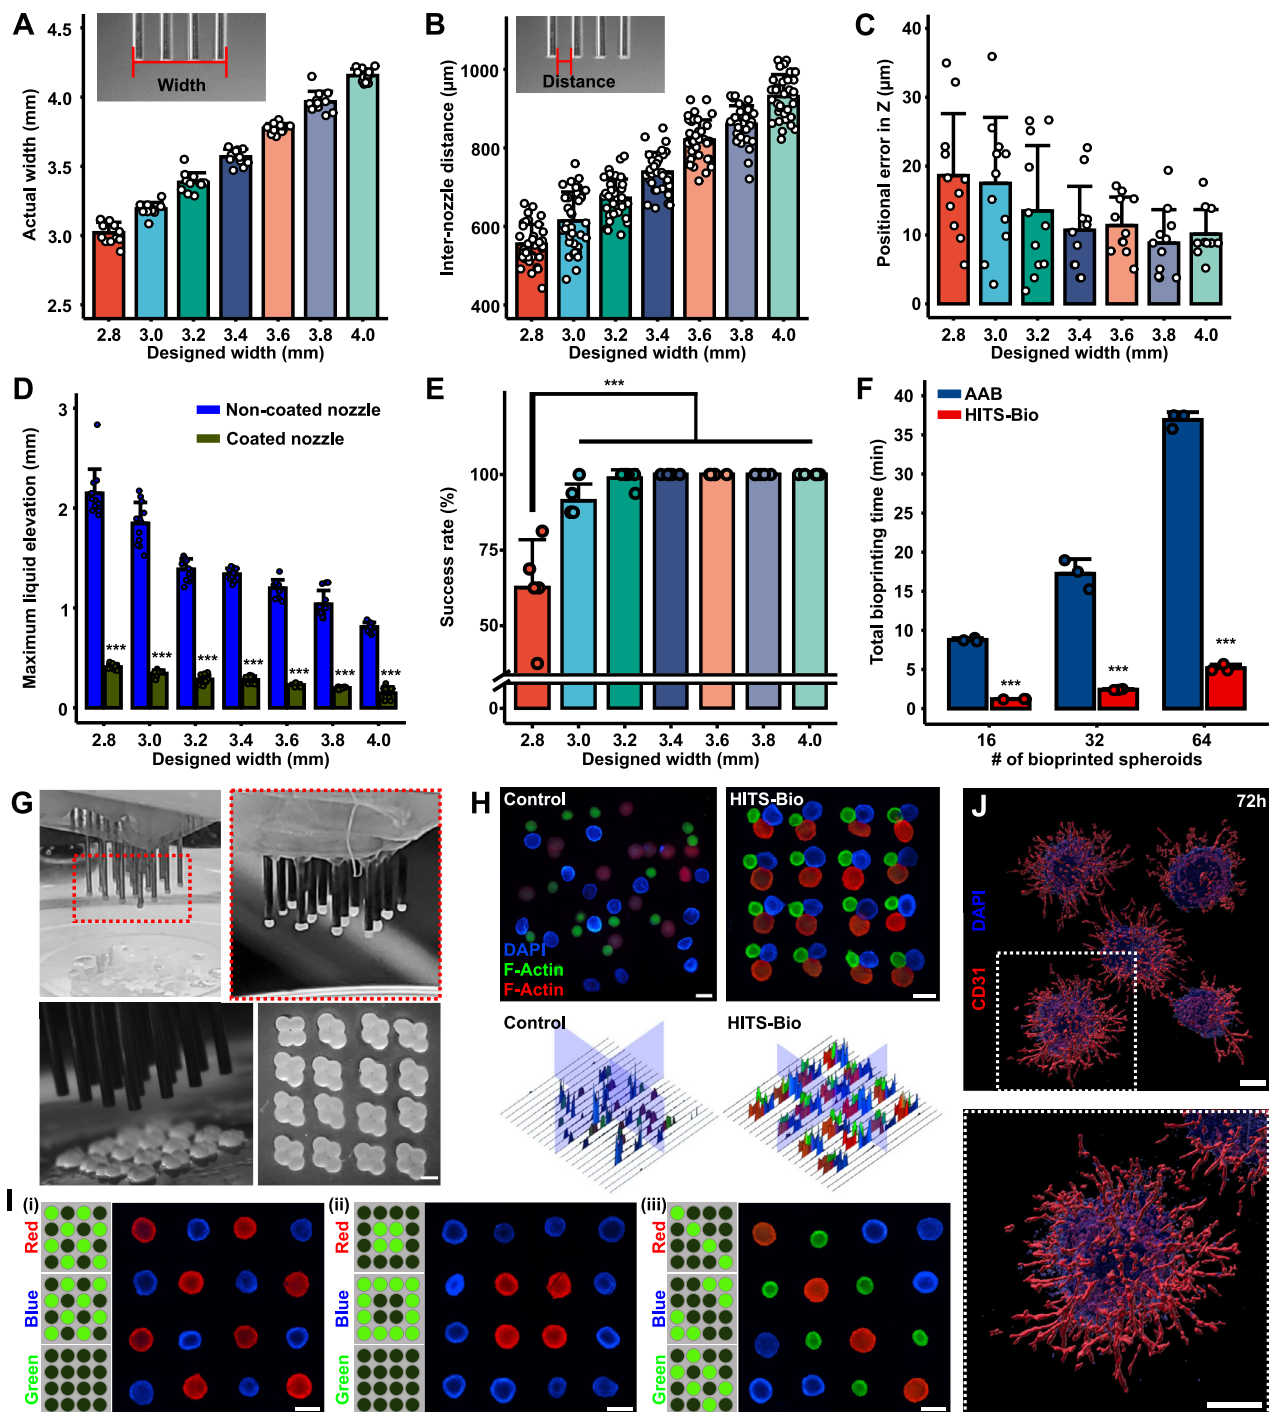 A
Actual width (mm)
4.5
4.0
3.5
3.0
2.5
Width
2.8 3.0 3.2 3.4 3.6 3.8 4.0
Designed width (mm)
B
Inter-nozzle distance (µm)
1000
800
600
400
Distance
2.8 3.0 3.2 3.4 3.6 3.8 4.0
Designed width (mm)
C
Positional error in Z (µm)
40
30
20
10
0
2.8 3.0 3.2 3.4 3.6 3.8 4.0
Designed width (mm)
D
Maximum liquid elevation (mm)
3
2
1
0
Non-coated nozzle
Coated nozzle
*** *** *** *** *** *** ***
2.8 3.0 3.2 3.4 3.6 3.8 4.0
Designed width (mm)
E
Success rate (%)
***
100
75
50
0
2.8 3.0 3.2 3.4 3.6 3.8 4.0
Designed width (mm)
F
Total bioprinting time (min)
40
35
30
25
20
15
10
5
0
AAB
HITS-Bio
*** *** ***
16 32 64
# of bioprinted spheroids
G
H
Control
DAPI
F-Actin
F-Actin
HITS-Bio
Control
HITS-Bio
I
(i)
Red
Blue
Green
(ii)
Red
Blue
Green
(iii)
Red
Blue
Green
J
72h
CD31 DAPI